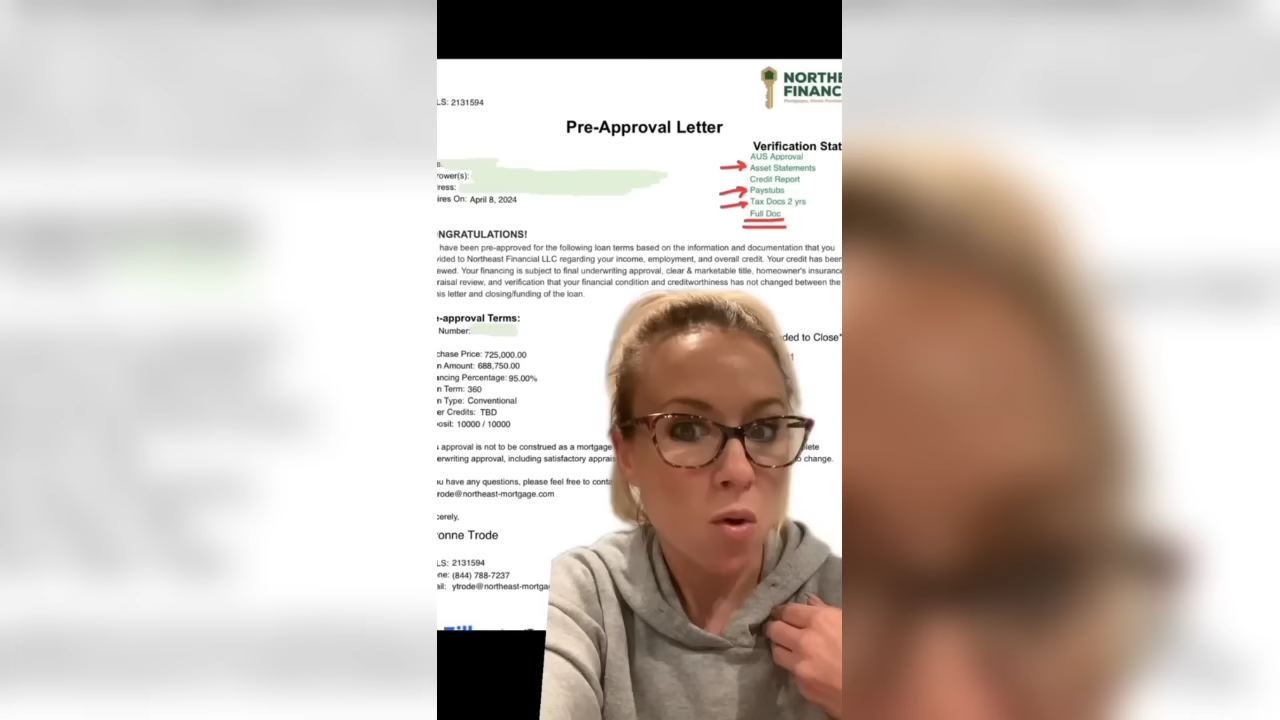 NORTHE
FINANC
LS: 2131594
Pre-Approval Letter
Verification Stat
AUS Approval
Asset Statements
Credit Report
Paystubs
Tax Docs 2 yrs
Full Doc
rower(s):
ress:
ires On: April 8, 2024
NGRATULATIONS!
have been pre-approved for the following loan terms based on the information and documentation that you
vided to Northeast Financial LLC regarding your income, employment, and overall credit. Your credit has been
ewed. Your financing is subject to final underwriting approval, clear & marketable title, homeowner's insurance
raisal review, and verification that your financial condition and creditworthiness has not changed between the
is letter and closing/funding of the loan.
e-approval Terms:
Number:
ded to Close*
chase Price: 725,000.00
n Amount: 688,750.00
ancing Percentage: 95.00%
n Term: 360
n Type: Conventional
er Credits: TBD
osit: 10000 / 10000
s approval is not to be construed as a mortgage lete
erwriting approval, including satisfactory apprais o change.
u have any questions, please feel free to conta
rode@northeast-mortgage.com
cerely,
onne Trode
LS: 2131594
ne: (844) 788-7237
ail: ytrode@northeast-mortga